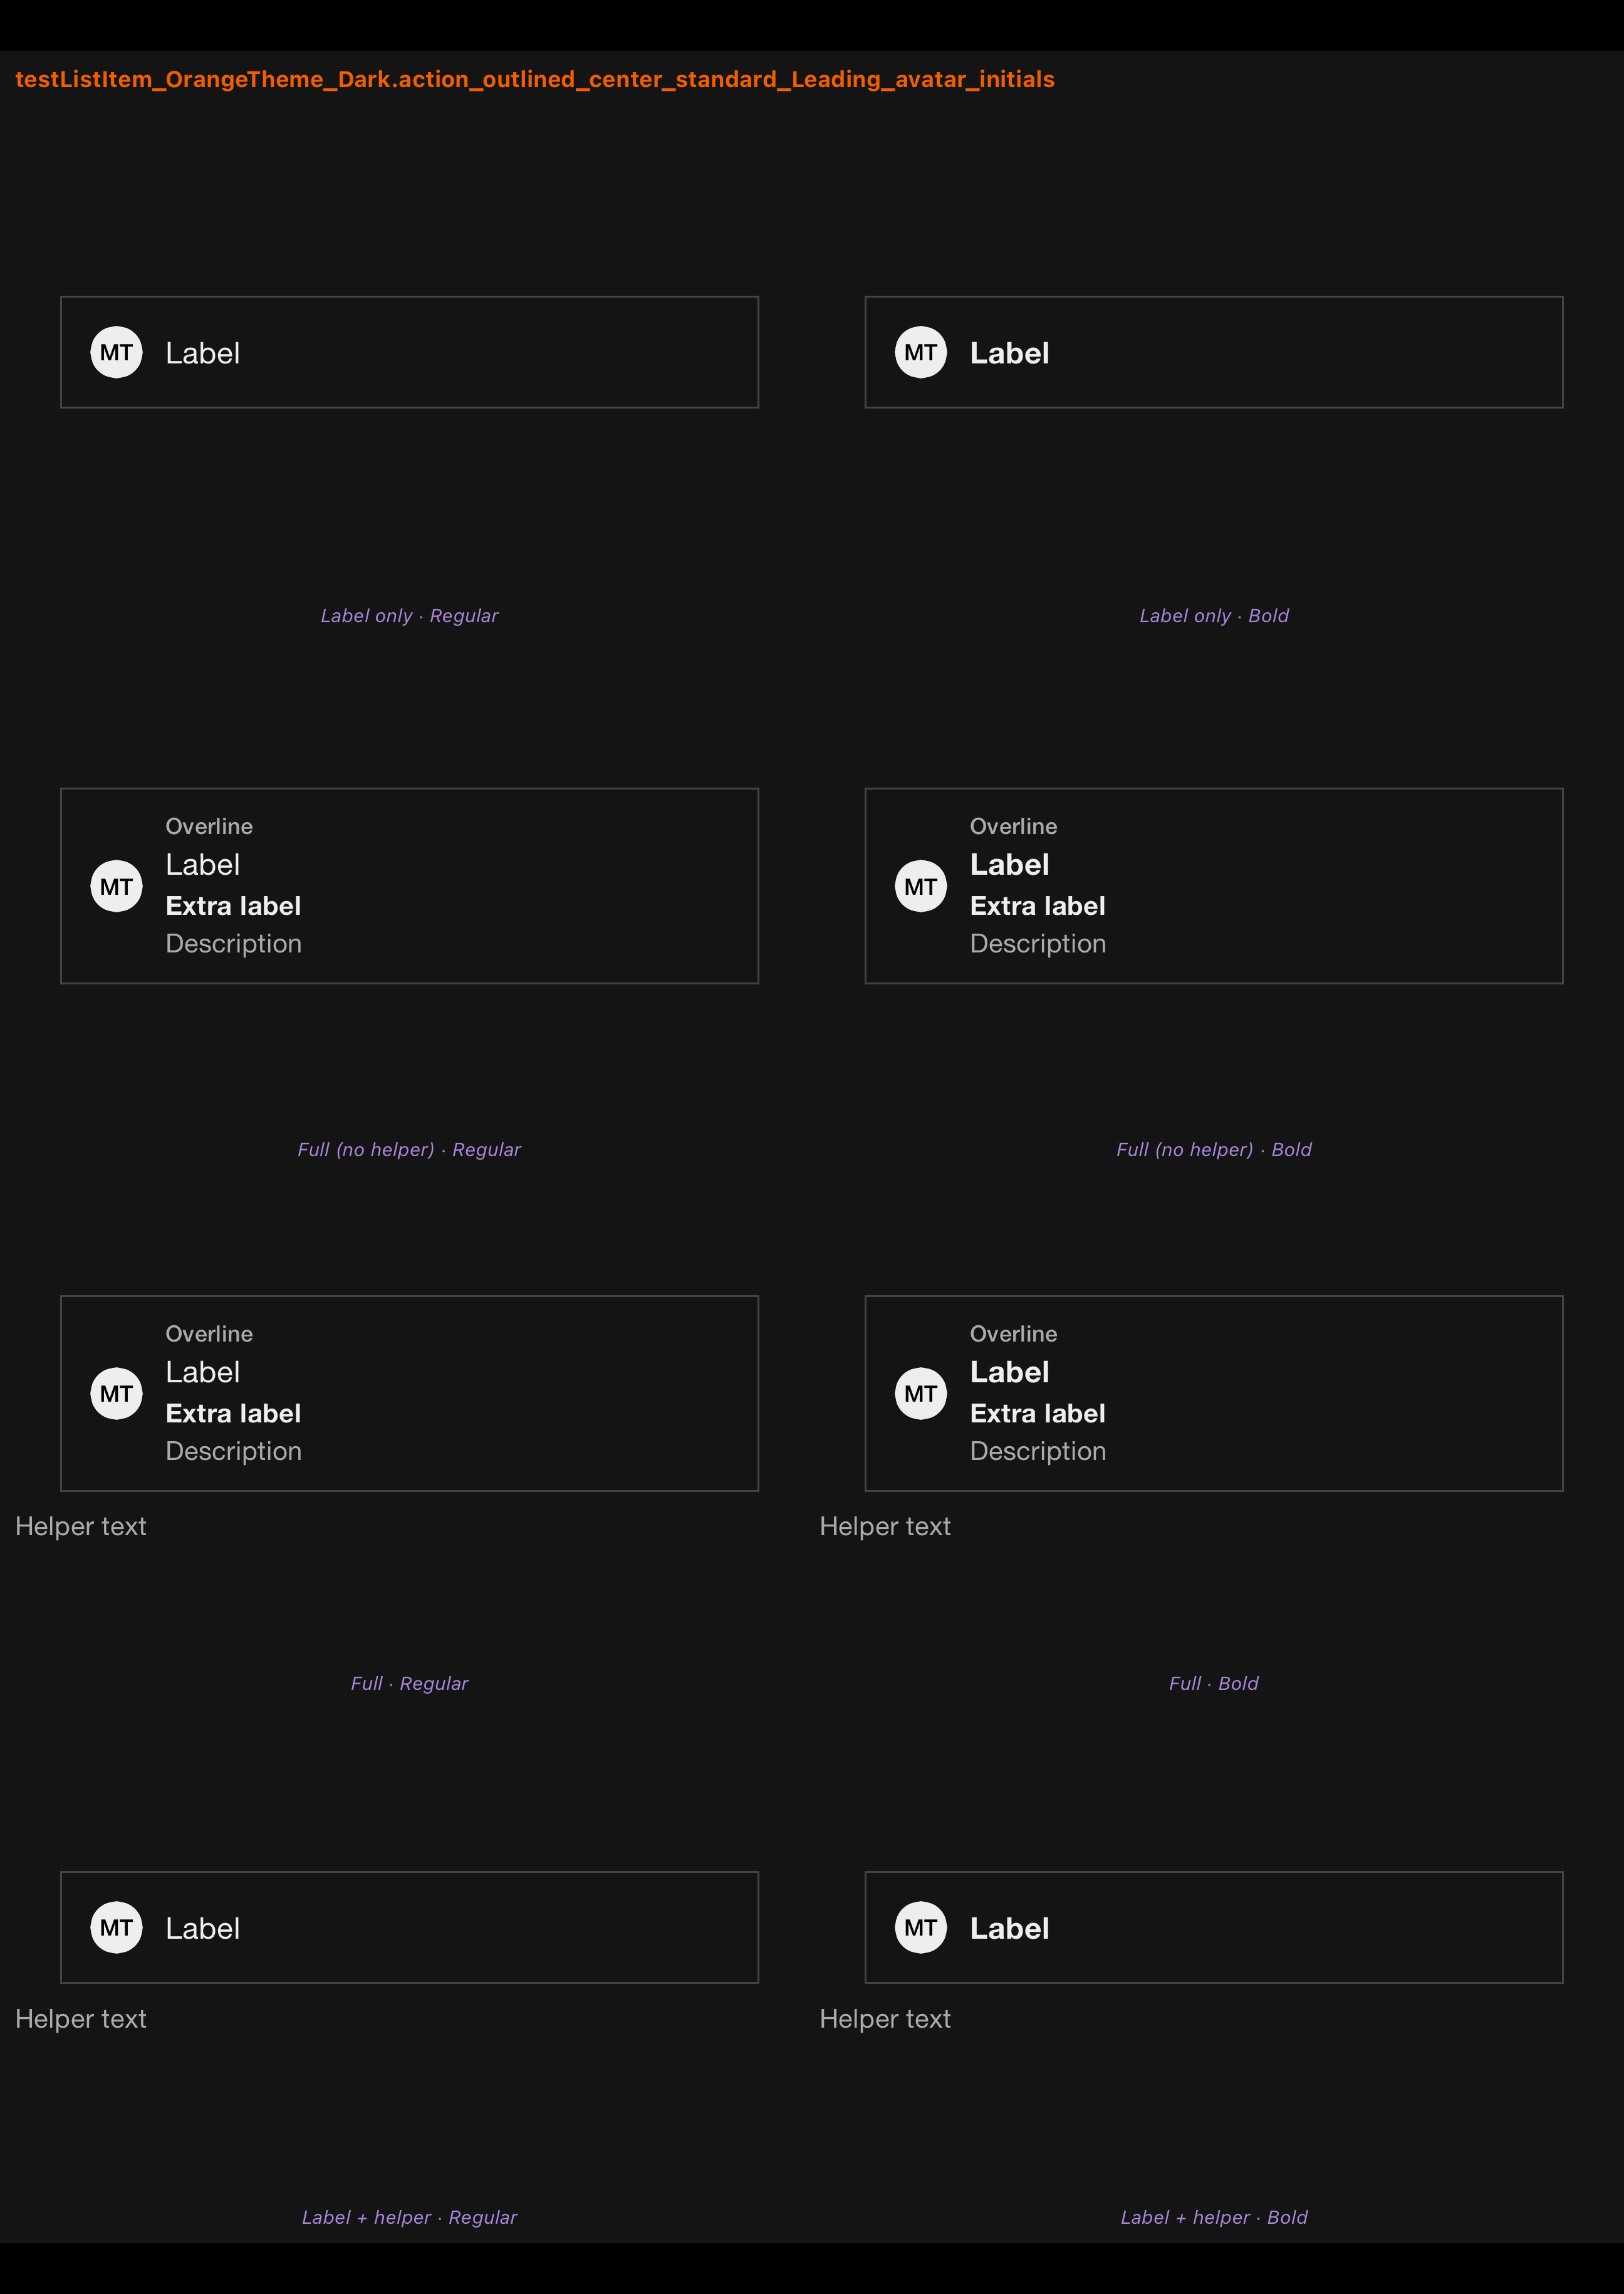 testListItem_OrangeTheme_Dark.action_outlined_center_standard_Leading_avatar_initials
MT Label
MT Label
Label only · Regular
Label only · Bold
Overline
Label
MT
Extra label
Description
Overline
Label
MT
Extra label
Description
Full (no helper) · Regular
Full (no helper) · Bold
Overline
Label
MT
Extra label
Description
Helper text
Overline
Label
MT
Extra label
Description
Helper text
Full · Regular
Full · Bold
MT Label
Helper text
MT Label
Helper text
Label + helper · Regular
Label + helper · Bold